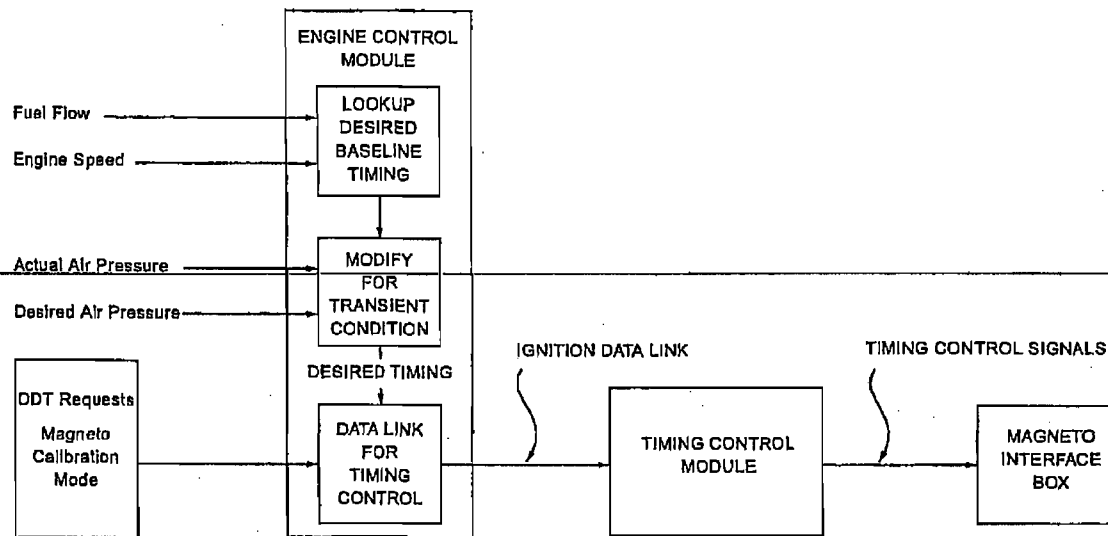 ENGINE CONTROL
MODULE
Fuel Flow
Engine Speed
LOOKUP
DESIRED
BASELINE
TIMING
Actual Air Pressure
Desired Air Pressure
MODIFY
FOR
TRANSIENT
CONDITION
DESIRED TIMING
DDT Requests
Magneto
Calibration
Mode
DATA LINK
FOR
TIMING
CONTROL
IGNITION DATA LINK
TIMING CONTROL
MODULE
TIMING CONTROL SIGNALS
MAGNETO
INTERFACE
BOX